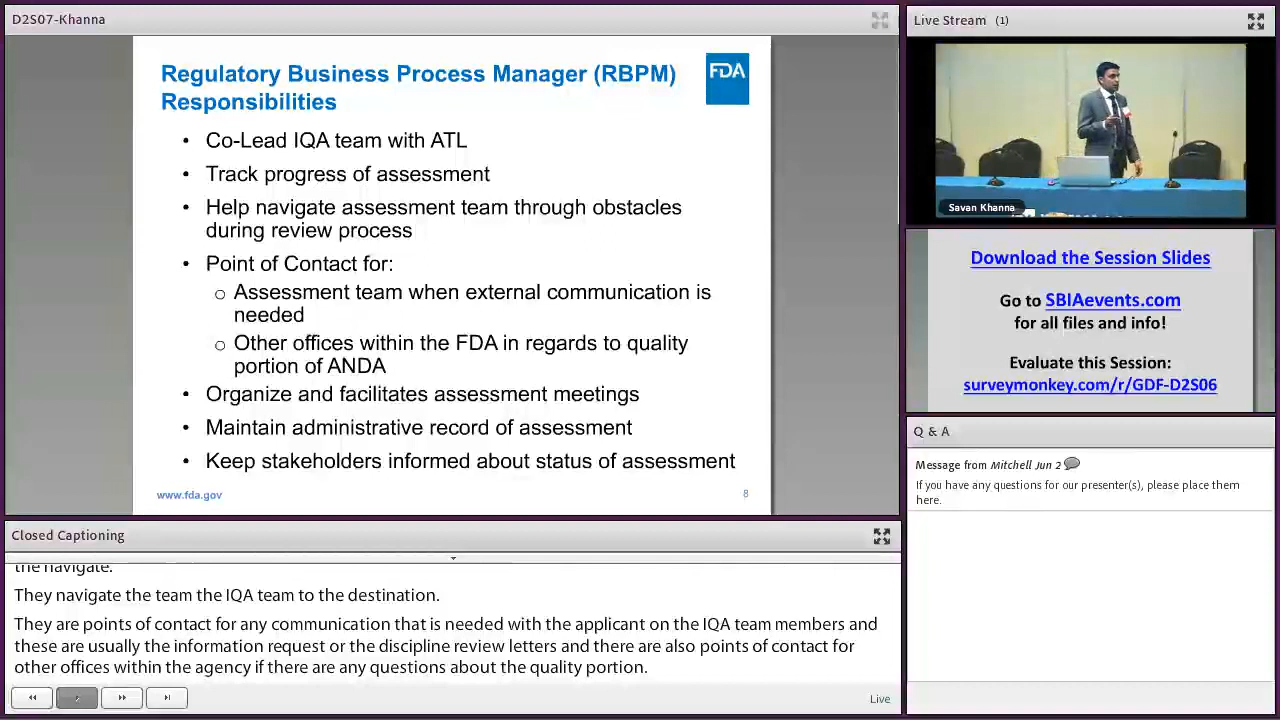 D2S07-Khanna
Regulatory Business Process Manager (RBPM)
Responsibilities
FDA
• Co-Lead IQA team with ATL
• Track progress of assessment
• Help navigate assessment team through obstacles
during review process
• Point of Contact for:
o Assessment team when external communication is
needed
o Other offices within the FDA in regards to quality
portion of ANDA
• Organize and facilitates assessment meetings
• Maintain administrative record of assessment
• Keep stakeholders informed about status of assessment
www.fda.gov
8
Live Stream (1)
Savan Khanna
Download the Session Slides
Go to SBIAevents.com
for all files and info!
Evaluate this Session:
surveymonkey.com/r/GDF-D2S06
Q & A
Message from Mitchell Jun 2
If you have any questions for our presenter(s), please place them
here.
Closed Captioning
the navigate.
They navigate the team the IQA team to the destination.
They are points of contact for any communication that is needed with the applicant on the IQA team members and
these are usually the information request or the discipline review letters and there are also points of contact for
other offices within the agency if there are any questions about the quality portion.
Live